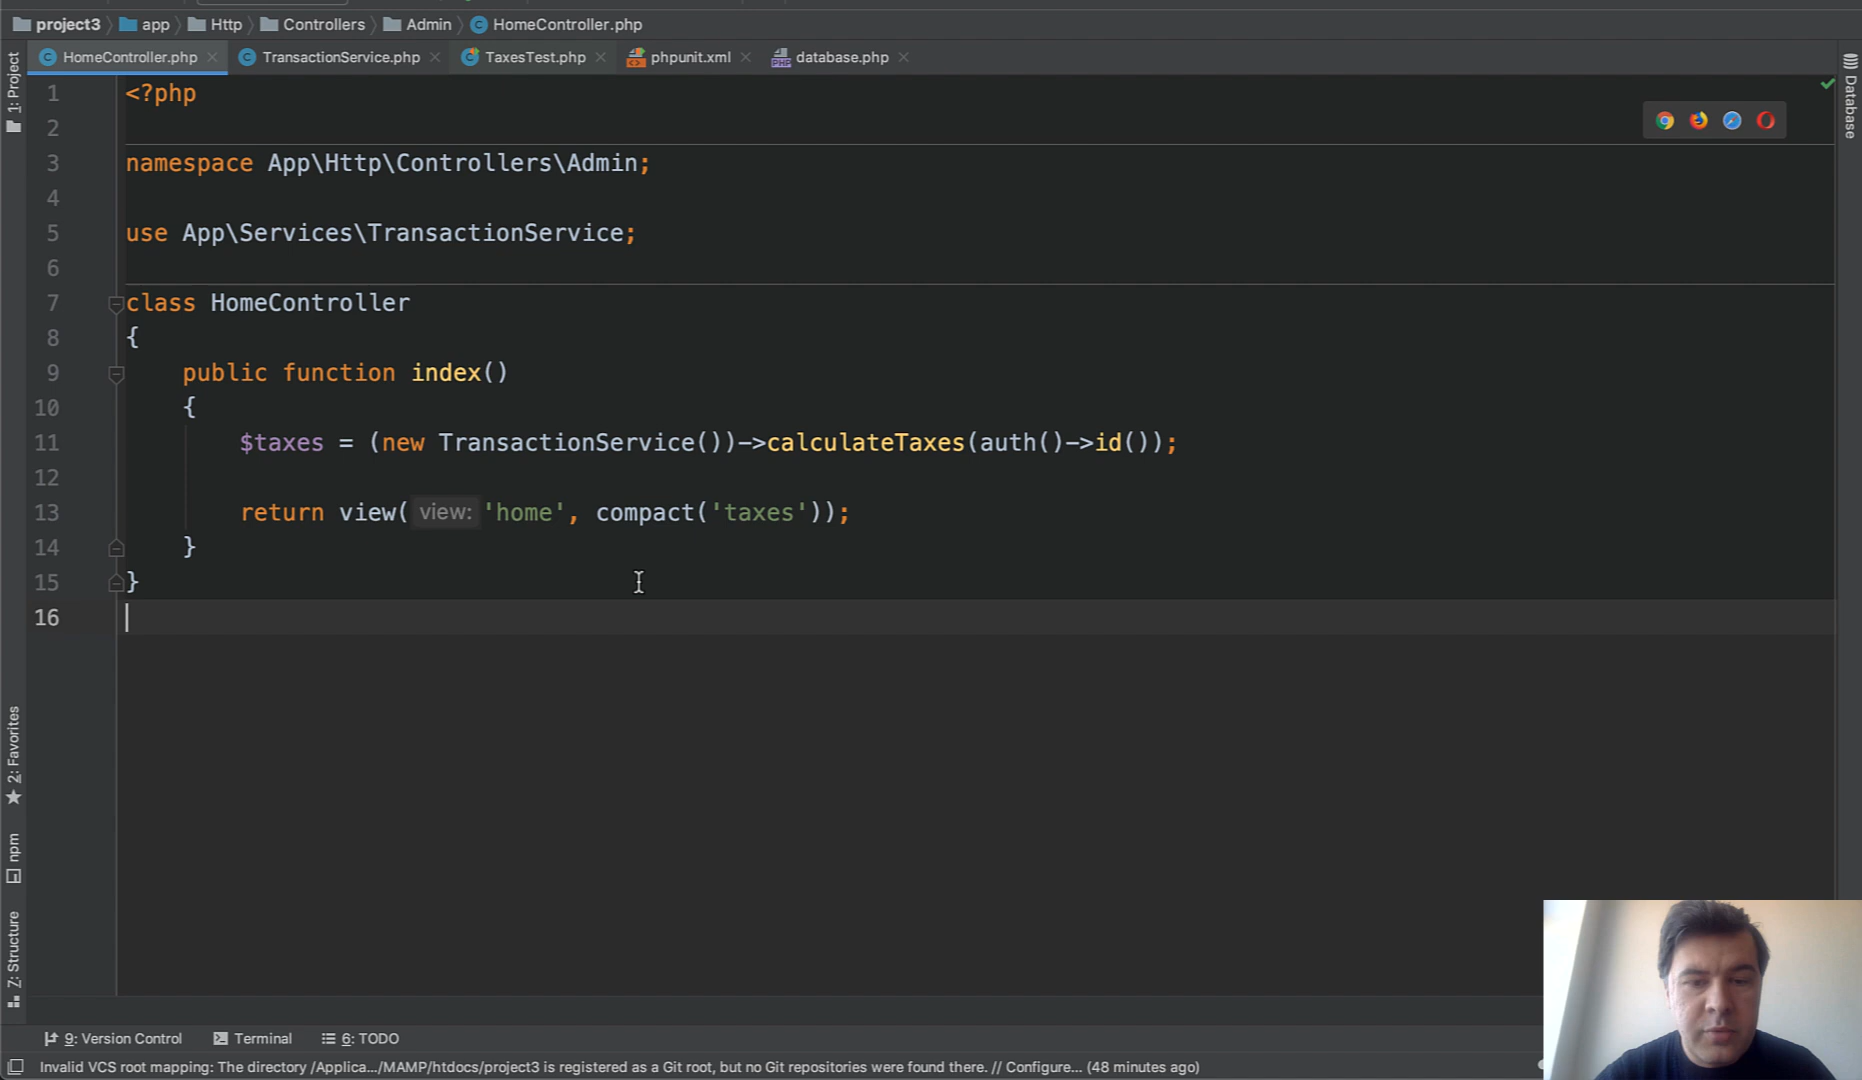 project3 app Http Controllers Admin HomeController.php
HomeController.php TransactionService.php TaxesTest.php phpunit.xml database.php
1: Project
Database
1 <?php
2
3 namespace App\Http\Controllers\Admin;
4
5 use App\Services\TransactionService;
6
7 class HomeController
8 {
9 public function index()
10 {
11 $taxes = (new TransactionService())->calculateTaxes(auth()->id());
12
13 return view( view: 'home', compact('taxes'));
14 }
15 }
16
2: Favorites
npm
Z: Structure
9: Version Control Terminal 6: TODO
Invalid VCS root mapping: The directory /Applica.../MAMP/htdocs/project3 is registered as a Git root, but no Git repositories were found there. // Configure... (48 minutes ago)